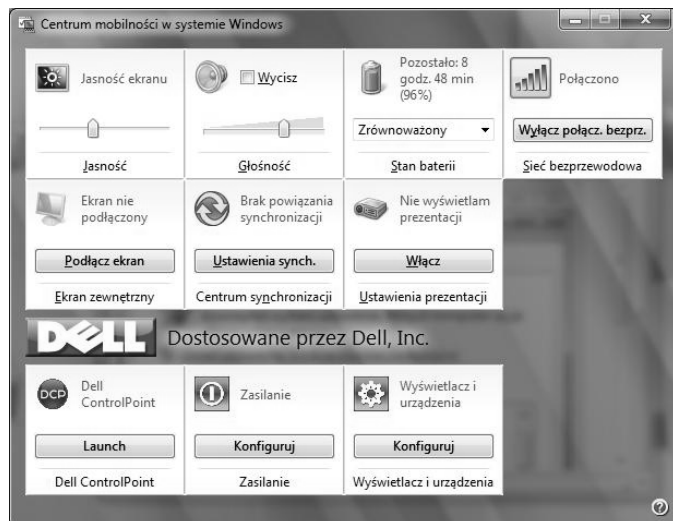 Centrum mobilności w systemie Windows
Jasność ekranu
Jasność
Wycisz
Głośność
Pozostało: 8
godz. 48 min
(96%)
Zrównoważony
Stan baterii
Połączono
Wyłącz połącz. bezprz.
Sieć bezprzewodowa
Ekran nie
podłączony
Podłącz ekran
Ekran zewnętrzny
Brak powiązania
synchronizacji
Ustawienia synch.
Centrum synchronizacji
Nie wyświetlam
prezentacji
Włącz
Ustawienia prezentacji
DELL Dostosowane przez Dell, Inc.
DCP
Dell
ControlPoint
Launch
Dell ControlPoint
Zasilanie
Konfiguruj
Zasilanie
Wyświetlacz i
urządzenia
Konfiguruj
Wyświetlacz i urządzenia